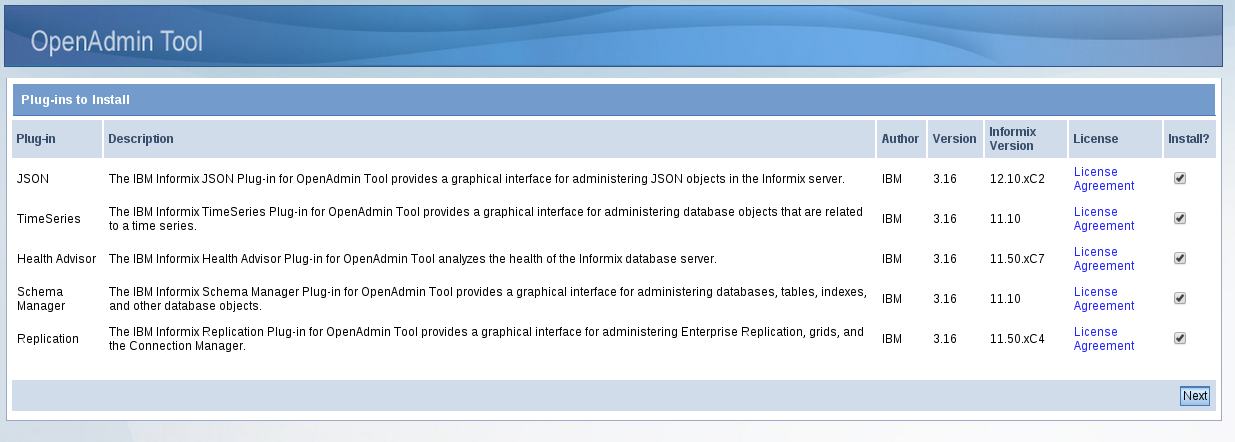 OpenAdmin Tool
Plug-ins to Install
Plug-in Description Author Version Informix Version License Install?
JSON The IBM Informix JSON Plug-in for OpenAdmin Tool provides a graphical interface for administering JSON objects in the Informix server. IBM 3.16 12.10.xC2 License Agreement
TimeSeries The IBM Informix TimeSeries Plug-in for OpenAdmin Tool provides a graphical interface for administering database objects that are related
to a time series. IBM 3.16 11.10 License Agreement
Health Advisor The IBM Informix Health Advisor Plug-in for OpenAdmin Tool analyzes the health of the Informix database server. IBM 3.16 11.50.xC7 License Agreement
Schema Manager The IBM Informix Schema Manager Plug-in for OpenAdmin Tool provides a graphical interface for administering databases, tables, indexes,
and other database objects. IBM 3.16 11.10 License Agreement
Replication The IBM Informix Replication Plug-in for OpenAdmin Tool provides a graphical interface for administering Enterprise Replication, grids, and
the Connection Manager. IBM 3.16 11.50.xC4 License Agreement
Next